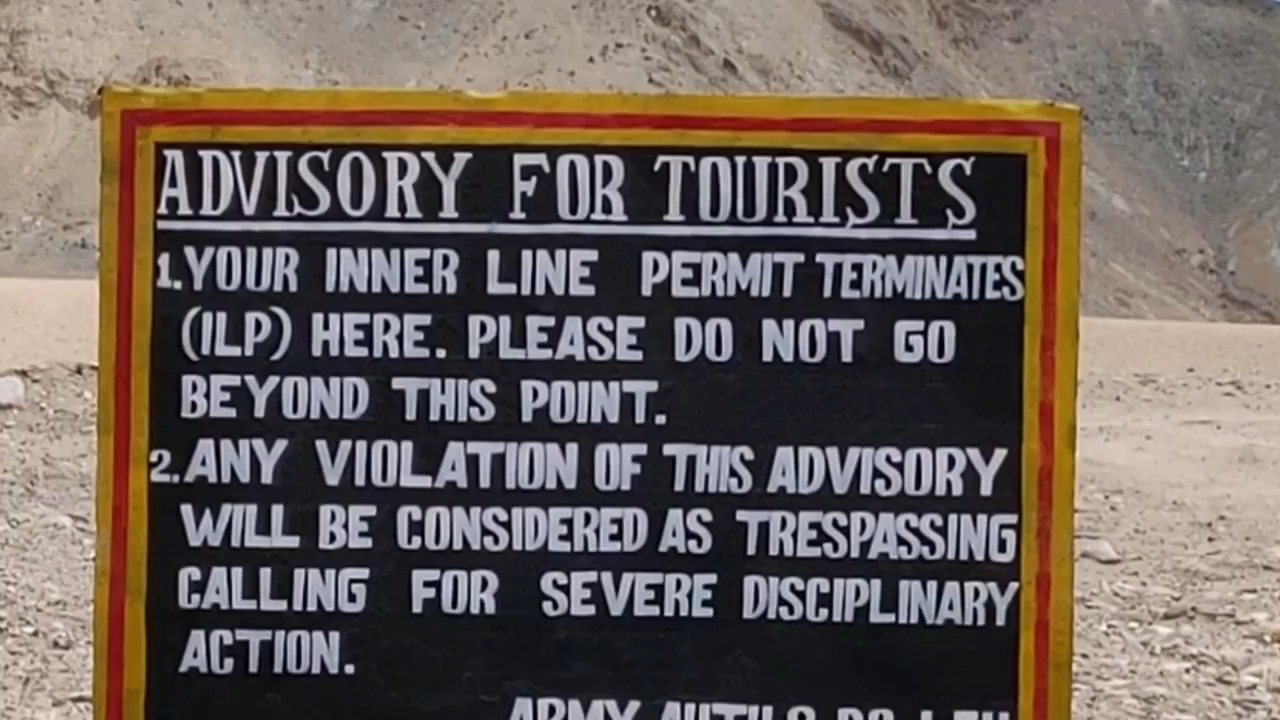 ADVISORY FOR TOURISTS
1. YOUR INNER LINE PERMIT TERMINATES
(ILP) HERE. PLEASE DO NOT GO
BEYOND THIS POINT.
2. ANY VIOLATION OF THIS ADVISORY
WILL BE CONSIDERED AS TRESPASSING
CALLING FOR SEVERE DISCIPLINARY
ACTION.
ARMY